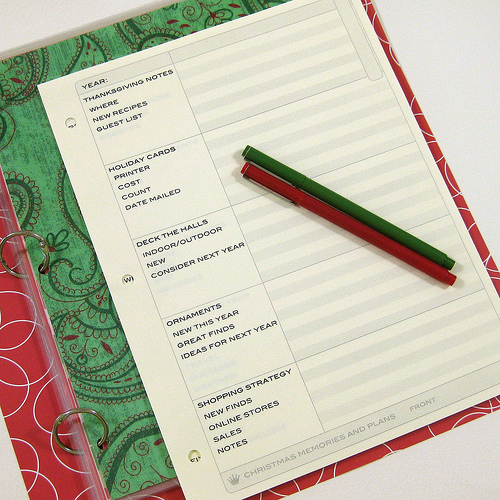 YEAR:
THANKSGIVING NOTES
WHERE
NEW RECIPES
GUEST LIST
HOLIDAY CARDS
PRINTER
COST
COUNT
DATE MAILED
DECK THE HALLS
INDOOR/OUTDOOR
NEW
CONSIDER NEXT YEAR
ORNAMENTS
NEW THIS YEAR
GREAT FINDS
IDEAS FOR NEXT YEAR
SHOPPING STRATEGY
NEW FINDS
ONLINE STORES
SALES
NOTES
CHRISTMAS MEMORIES AND PLANS FRONT